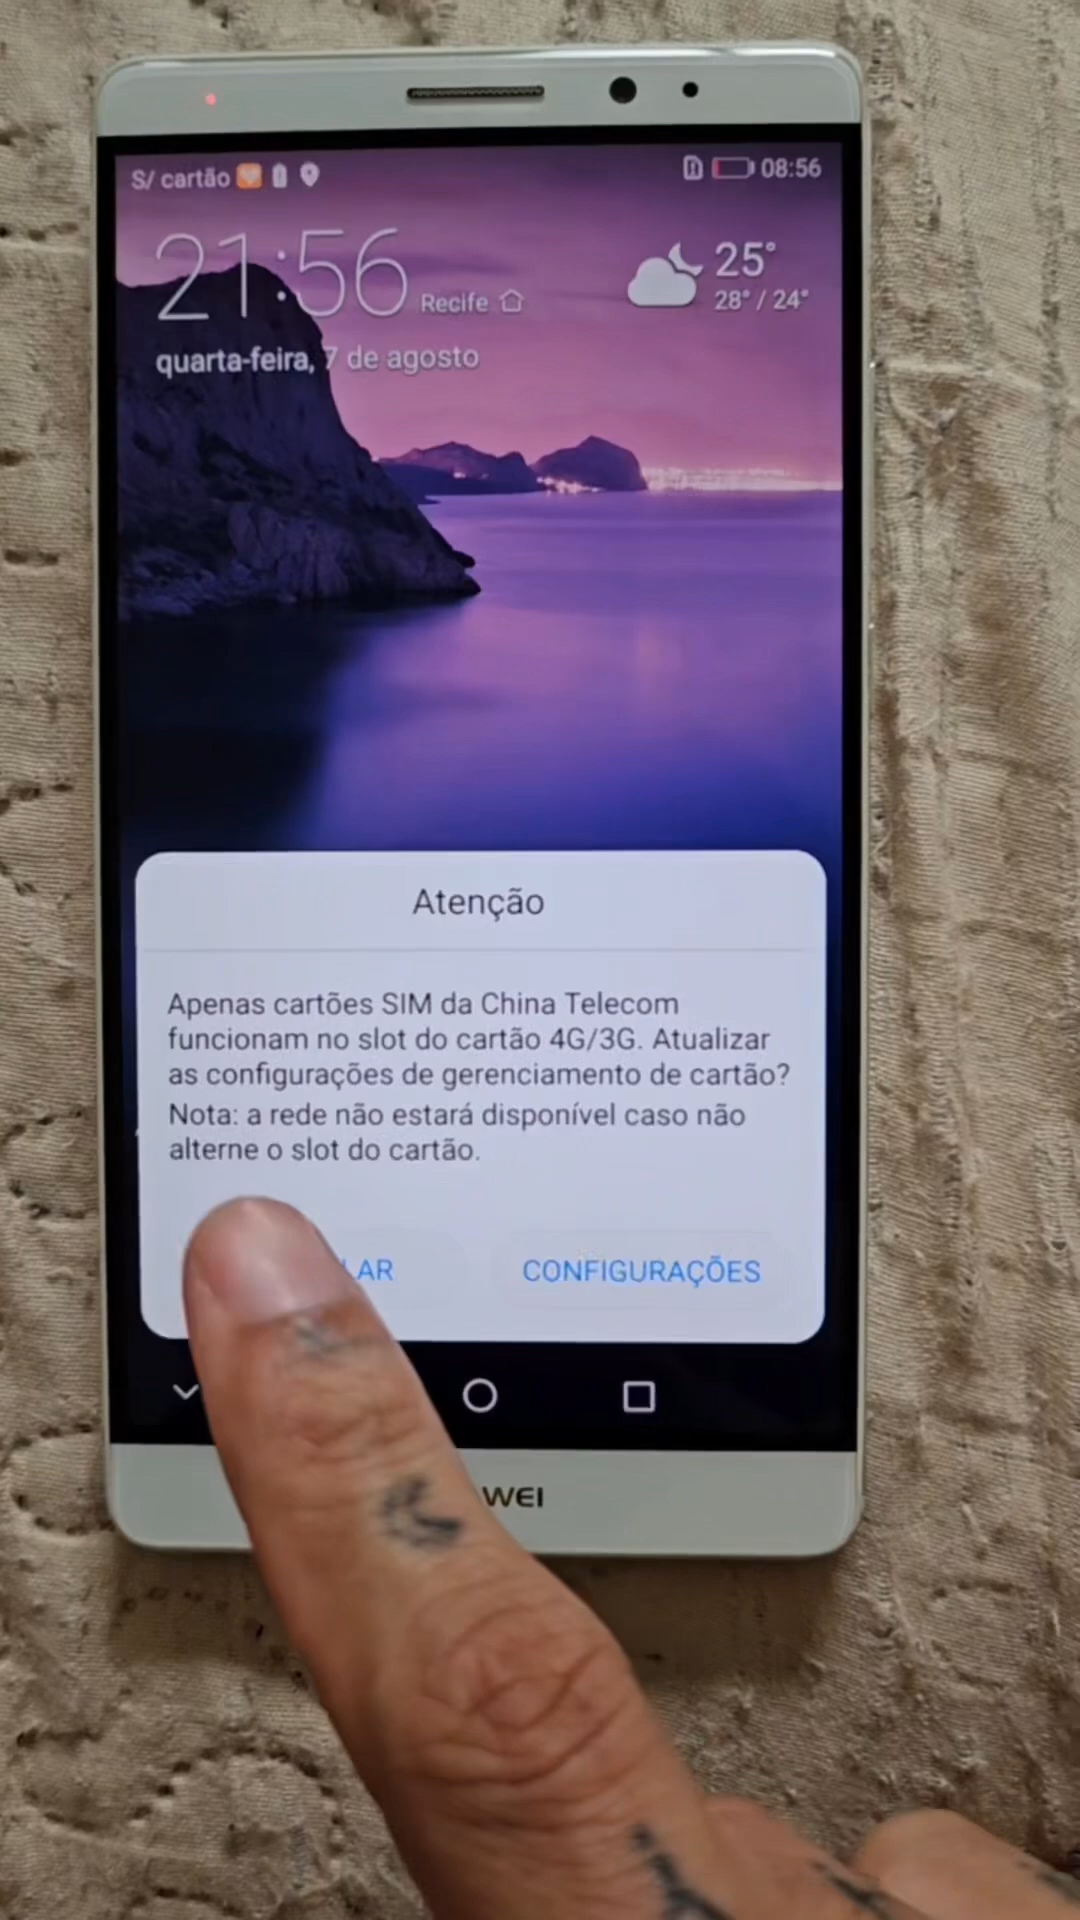 S/ cartão
08:56
21:56 Recife
25°
28° / 24°
quarta-feira, 7 de agosto
Atenção
Apenas cartões SIM da China Telecom
funcionam no slot do cartão 4G/3G. Atualizar
as configurações de gerenciamento de cartão?
Nota: a rede não estará disponível caso não
alterne o slot do cartão.
LAR
CONFIGURAÇÕES
WEI